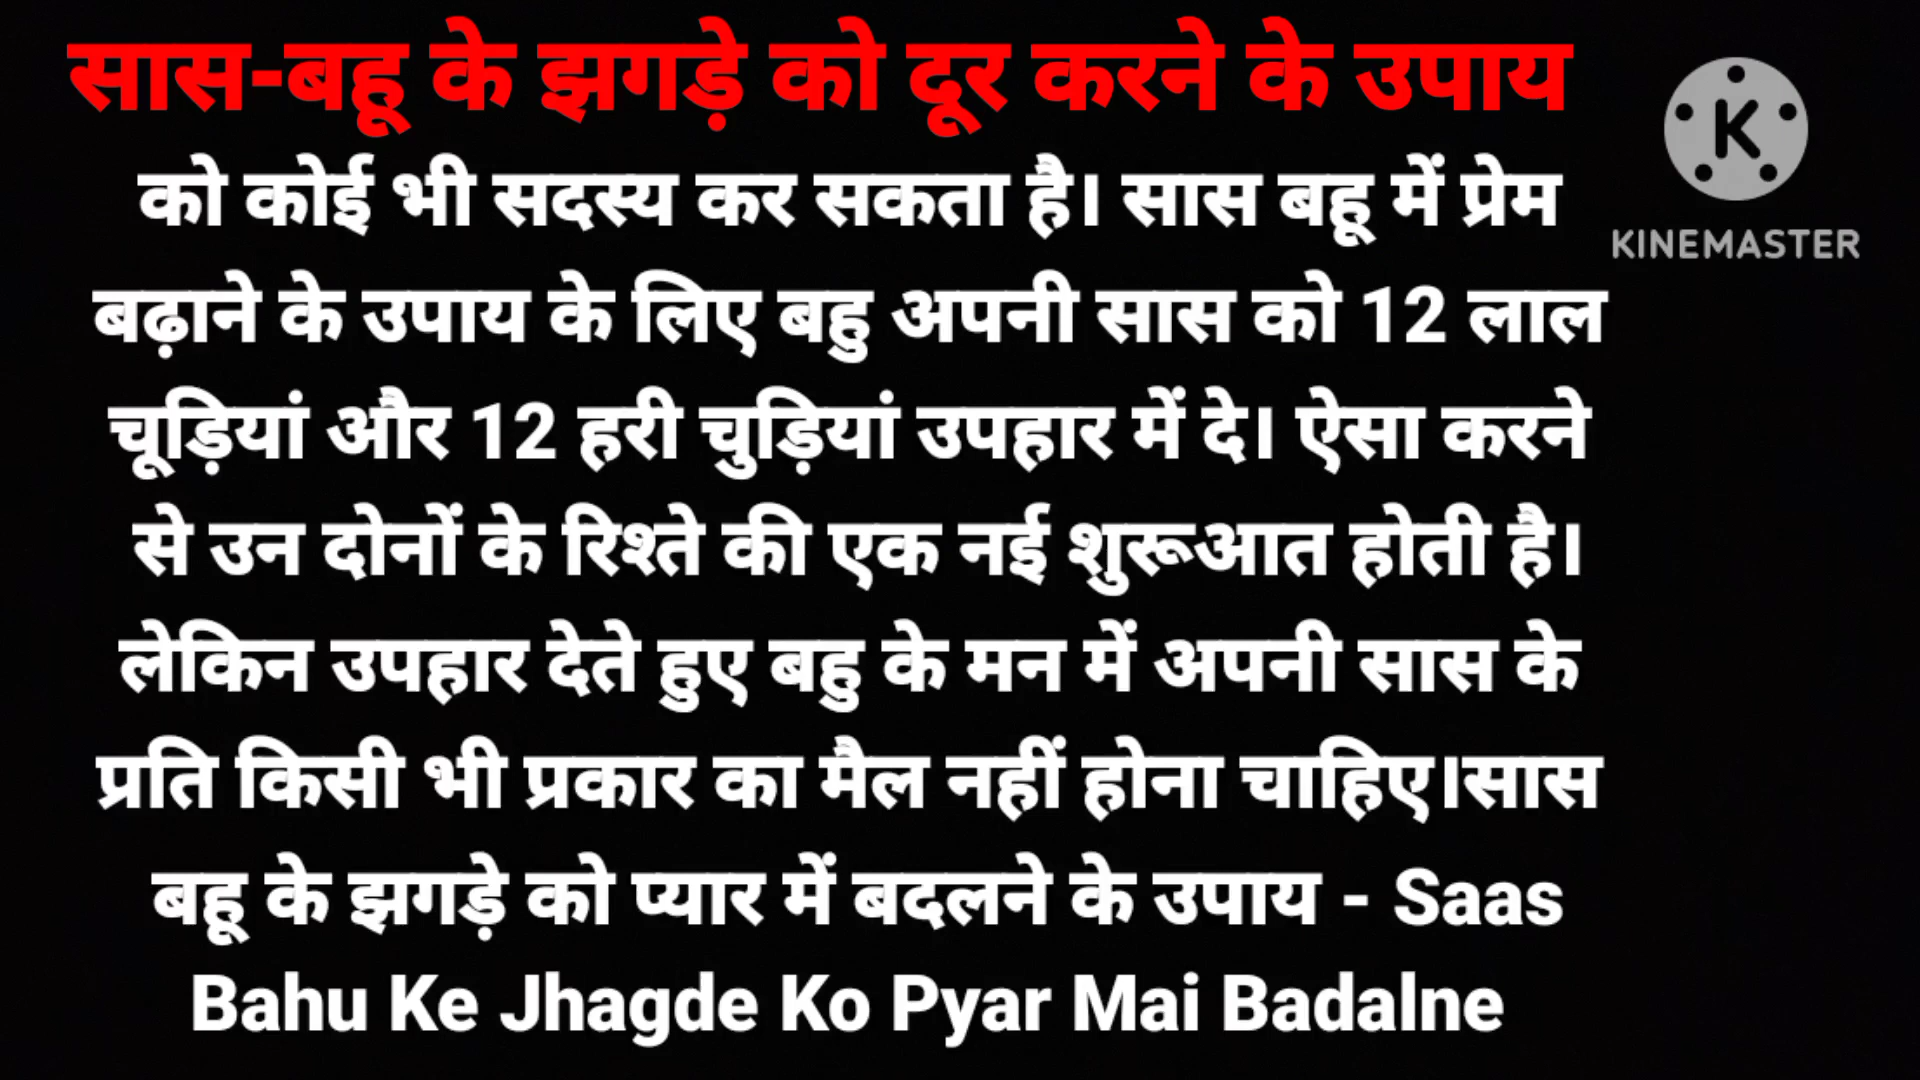 सास-बहू के झगड़े को दूर करने के उपाय
को कोई भी सदस्य कर सकता है। सास बहू में प्रेम
बढ़ाने के उपाय के लिए बहु अपनी सास को 12 लाल
चूड़ियां और 12 हरी चुड़ियां उपहार में दे। ऐसा करने
से उन दोनों के रिश्ते की एक नई शुरूआत होती है।
लेकिन उपहार देते हुए बहु के मन में अपनी सास के
प्रति किसी भी प्रकार का मैल नहीं होना चाहिए।सास
बहू के झगड़े को प्यार में बदलने के उपाय - Saas
Bahu Ke Jhagde Ko Pyar Mai Badalne
K
KINEMASTER